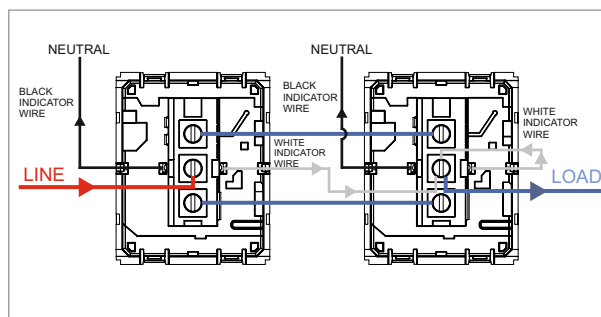 NEUTRAL
BLACK
INDICATOR
WIRE
LINE
WHITE
INDICATOR
WIRE
NEUTRAL
BLACK
INDICATOR
WIRE
WHITE
INDICATOR
WIRE
LOAD